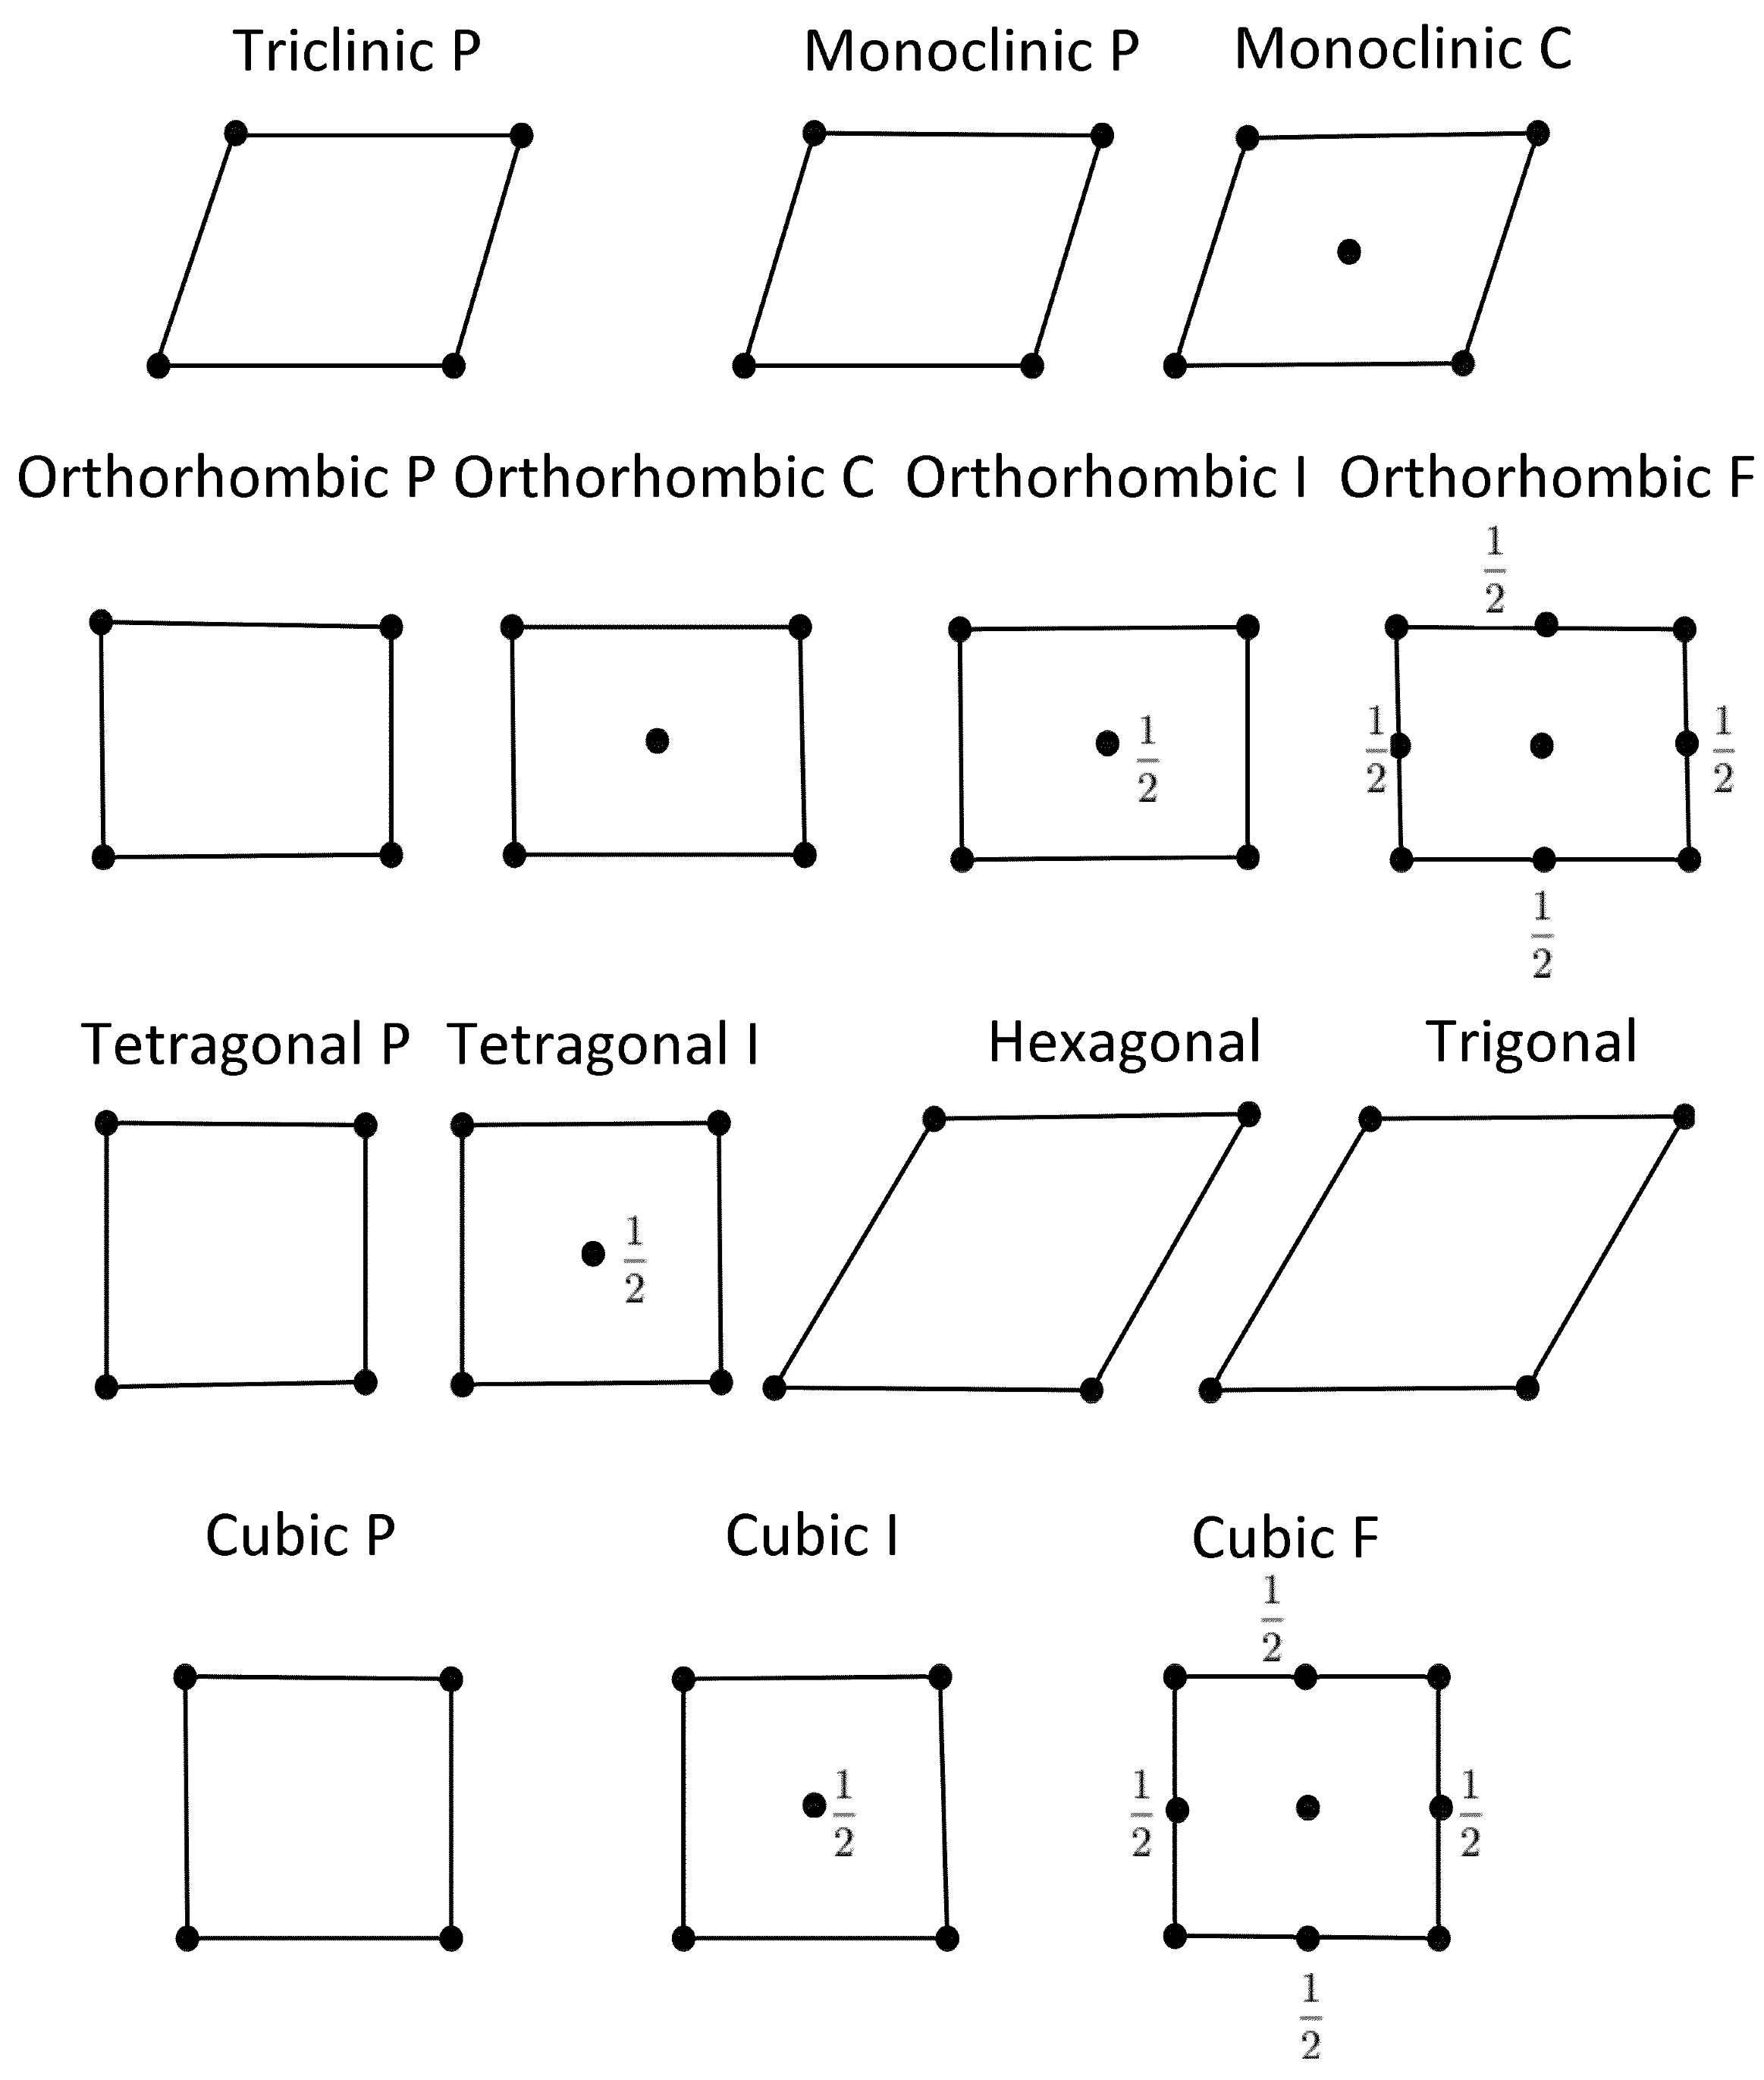 Triclinic P Monoclinic P Monoclinic C
Orthorhombic P Orthorhombic C Orthorhombic I Orthorhombic F
1/2
1/2 1/2 1/2
1/2
Tetragonal P Tetragonal I Hexagonal Trigonal
1/2
Cubic P Cubic I Cubic F
1/2
1/2 1/2 1/2
1/2